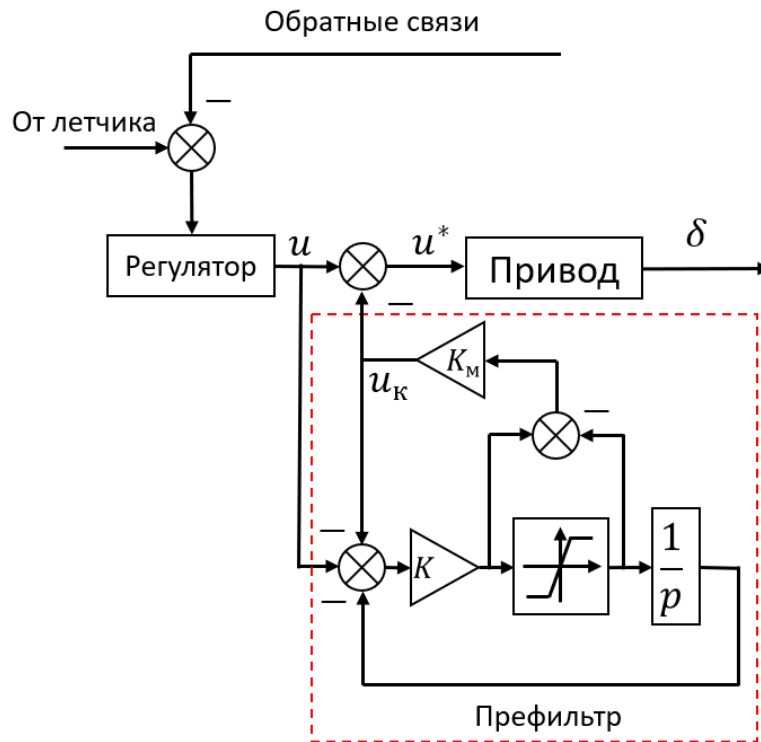 Обратные связи
−
От летчика
Регулятор
u
u*
Привод
δ
−
Kм
uк
−
−
K
−
1
p
Префильтр